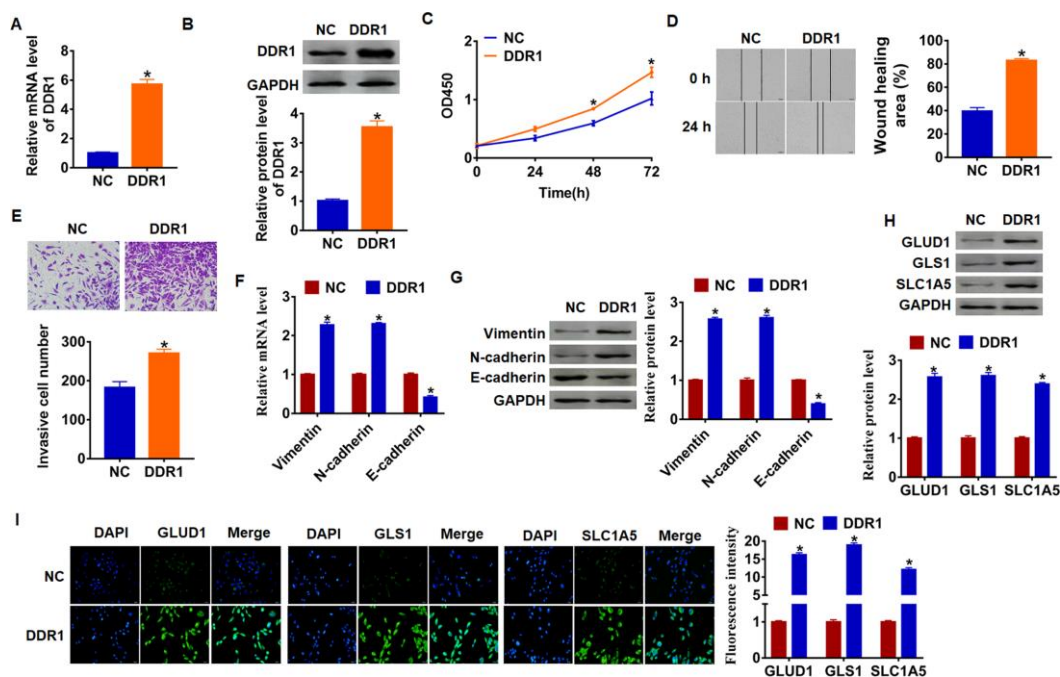 A
Relative mRNA level
of DDR1
8
6
4
2
0
*
NC
DDR1
B
NC DDR1
DDR1
GAPDH
Relative protein level
of DDR1
4
3
2
1
0
*
NC
DDR1
C
NC
DDR1
OD450
2
1
0
*
*
0 24 48 72
Time(h)
D
NC DDR1
0 h
24 h
Wound healing
area (%)
100
80
60
40
20
0
*
NC
DDR1
E
NC DDR1
Invasive cell number
300
200
100
0
*
NC
DDR1
F
NC DDR1
Relative mRNA level
3
2
1
0
* * *
Vimentin
N-cadherin
E-cadherin
G
NC DDR1
Vimentin
N-cadherin
E-cadherin
GAPDH
NC DDR1
Relative protein level
3
2
1
0
* * *
Vimentin
N-cadherin
E-cadherin
H
NC DDR1
GLUD1
GLS1
SLC1A5
GAPDH
NC DDR1
Relative protein level
3
2
1
0
* * *
GLUD1 GLS1 SLC1A5
I
DAPI GLUD1 Merge DAPI GLS1 Merge DAPI SLC1A5 Merge
NC
DDR1
NC DDR1
Fluorescence intensity
20
15
10
5
1
0
* * *
GLUD1 GLS1 SLC1A5